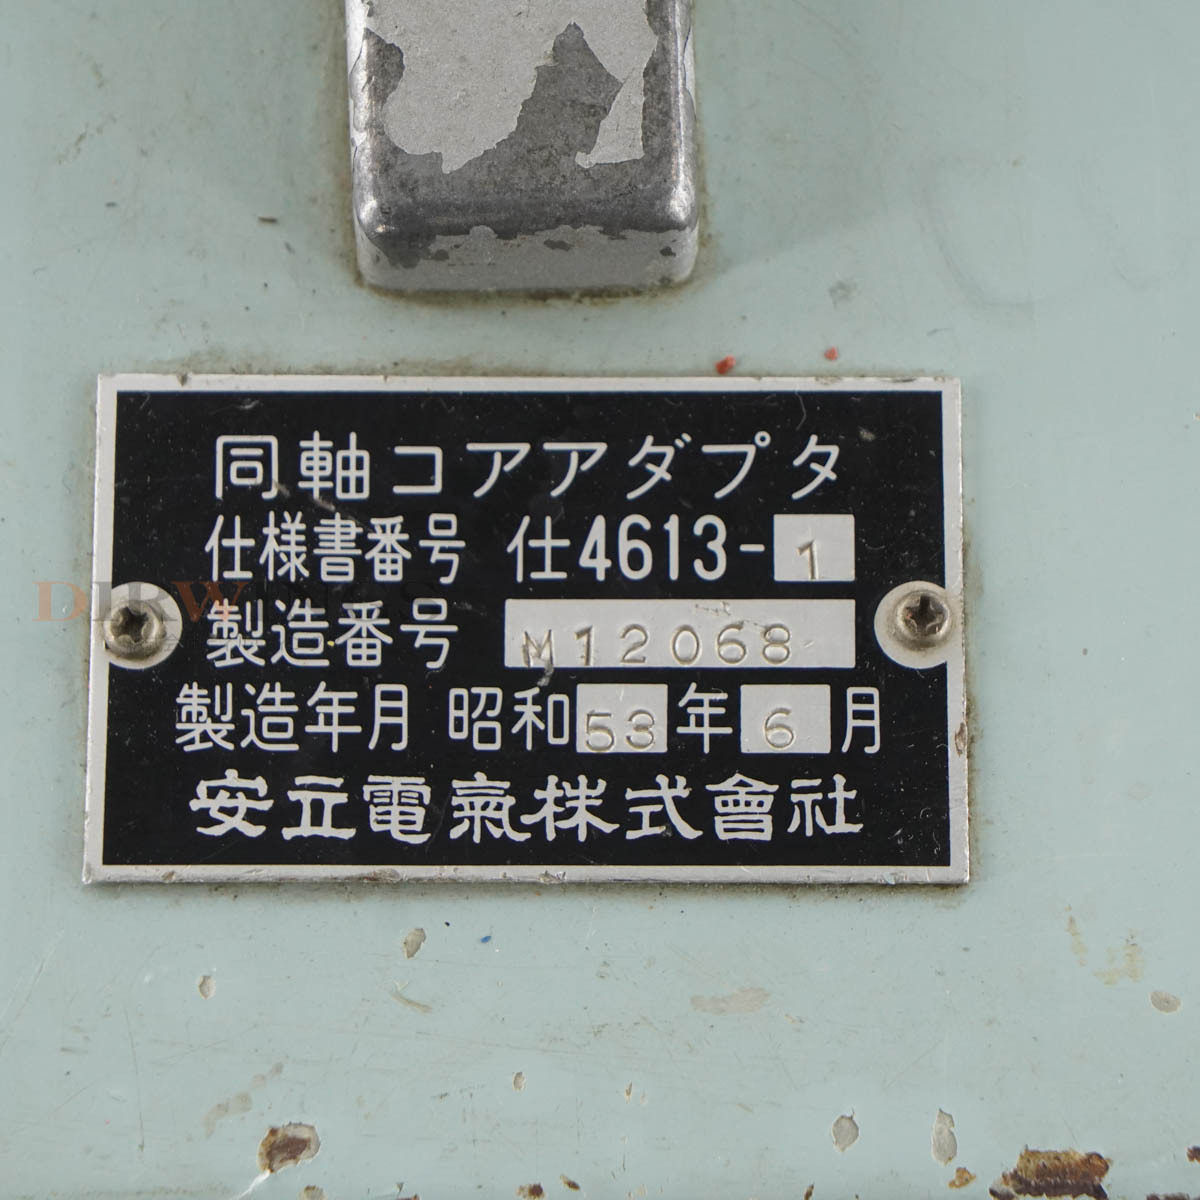 同軸コアアダプタ
仕様書番号 仕4613-1
DIRWINGS
製造番号 M12068
製造年月 昭和53年6月
安立電氣株式會社